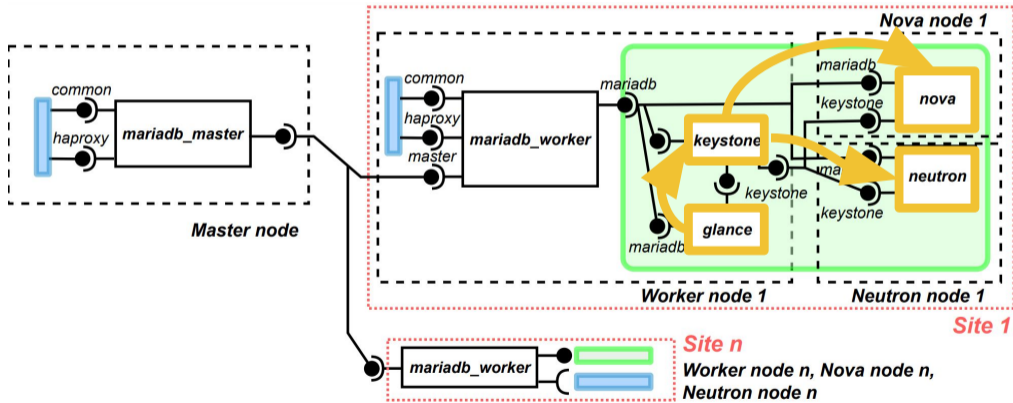 Nova node 1
common
haproxy
mariadb_master
Master node
common
haproxy
master
mariadb_worker
mariadb
keystone
mariadb
keystone
nova
neutron
keystone
keystone
glance
mariadb
Worker node 1
Neutron node 1
Site 1
Site n
mariadb_worker
Worker node n, Nova node n,
Neutron node n